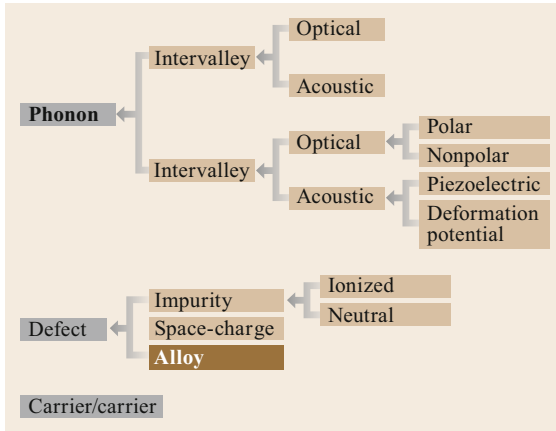 Optical
Intervalley
Acoustic
Phonon
Polar
Optical
Nonpolar
Intervalley
Piezoelectric
Acoustic
Deformation
potential
Ionized
Impurity
Neutral
Defect
Space-charge
Alloy
Carrier/carrier